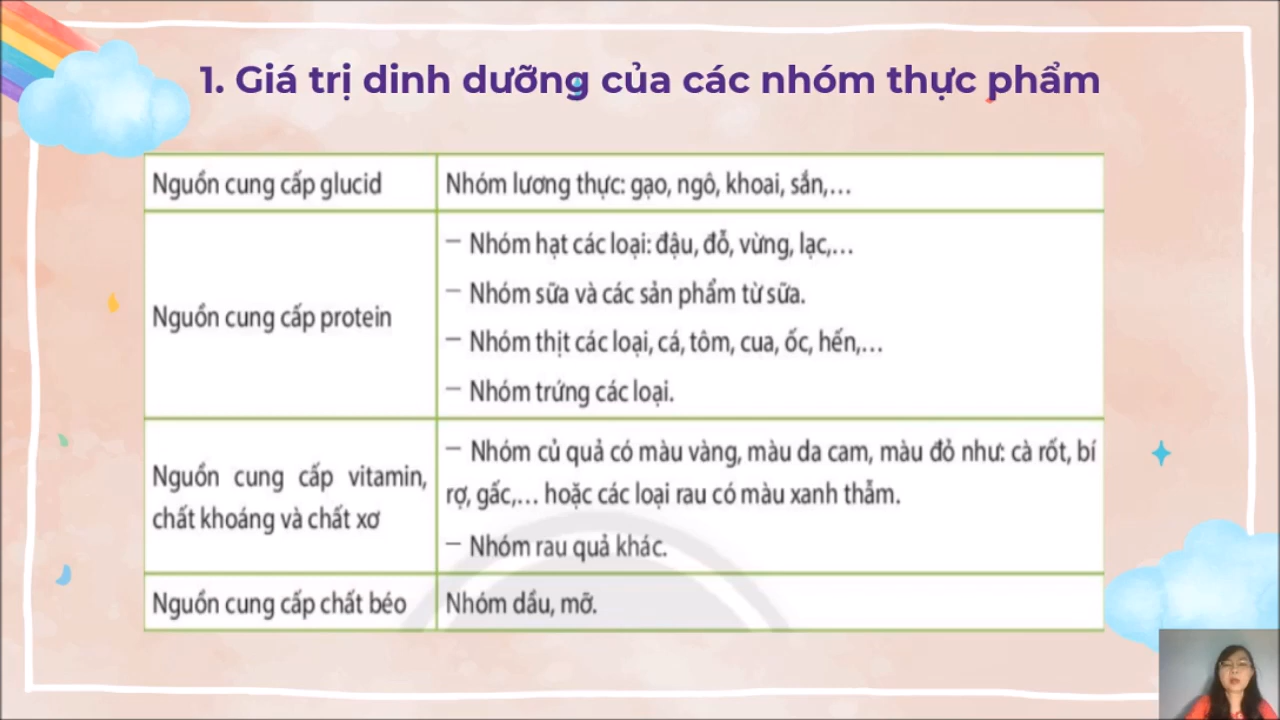 1. Giá trị dinh dưỡng của các nhóm thực phẩm
Nguồn cung cấp glucid
Nhóm lương thực: gạo, ngô, khoai, sắn,...
Nguồn cung cấp protein
– Nhóm hạt các loại: đậu, đỗ, vừng, lạc,...
– Nhóm sữa và các sản phẩm từ sữa.
– Nhóm thịt các loại, cá, tôm, cua, ốc, hến,...
– Nhóm trứng các loại.
Nguồn cung cấp vitamin,
chất khoáng và chất xơ
– Nhóm củ quả có màu vàng, màu da cam, màu đỏ như: cà rốt, bí
rợ, gấc,... hoặc các loại rau có màu xanh thẫm.
– Nhóm rau quả khác.
Nguồn cung cấp chất béo
Nhóm dầu, mỡ.